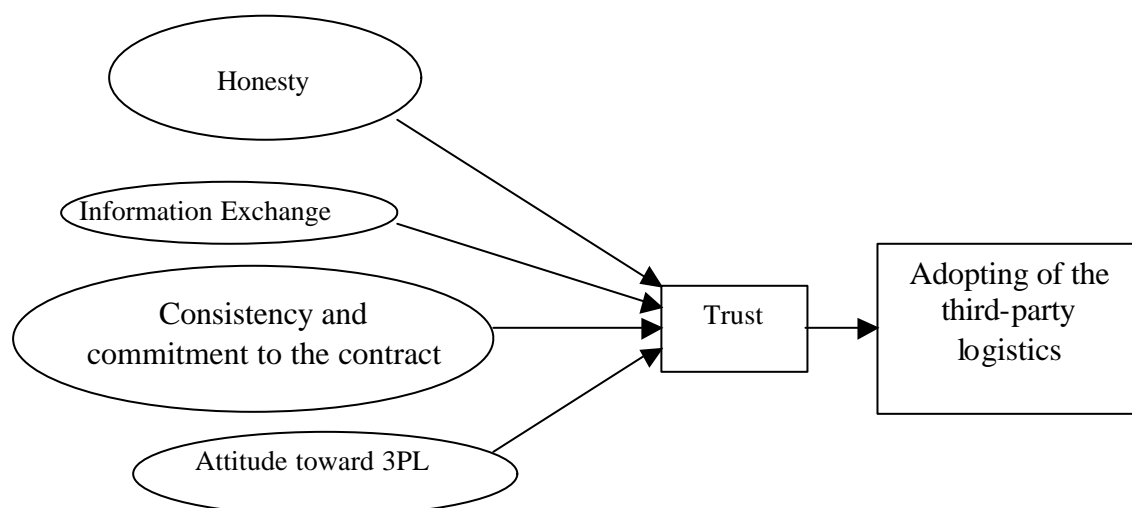 Honesty
Information Exchange
Consistency and
commitment to the contract
Attitude toward 3PL
Trust
Adopting of the
third-party
logistics